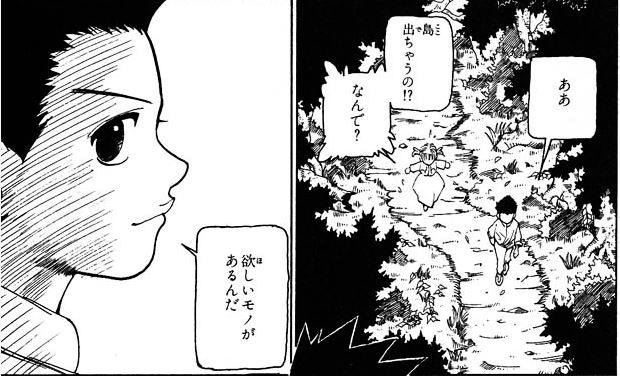 ああ
島
出ちゃうの!?
なんで?
欲しいモノが
あるんだ